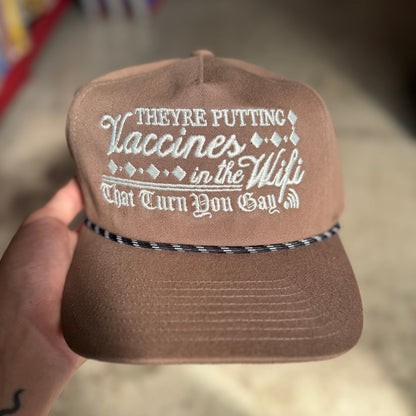 THEYRE PUTTING
Vaccines
in the Wifi
That Turn You Gay